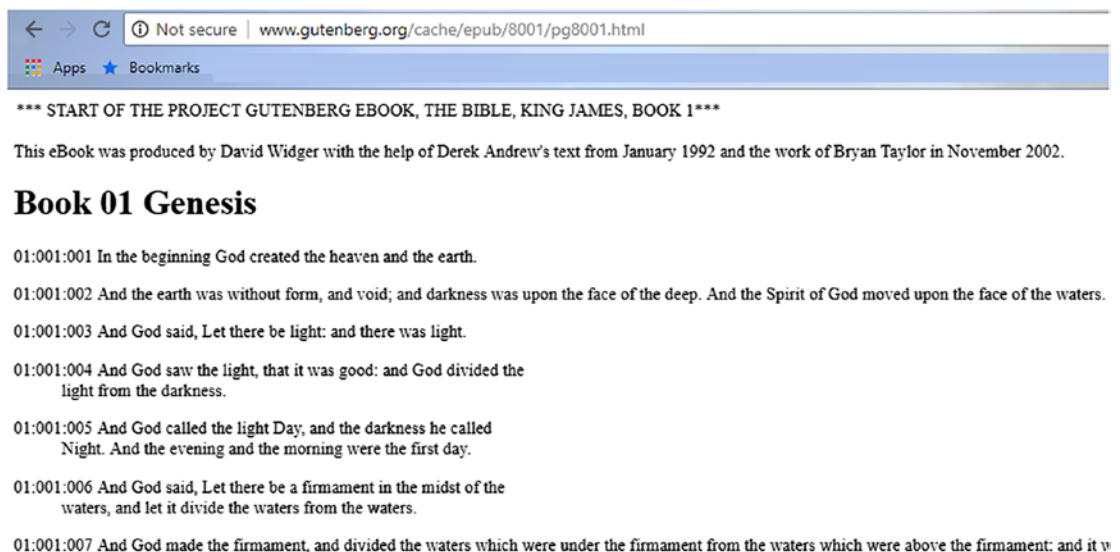 Not secure | www.gutenberg.org/cache/epub/8001/pg8001.html
Apps Bookmarks
*** START OF THE PROJECT GUTENBERG EBOOK, THE BIBLE, KING JAMES, BOOK 1***
This eBook was produced by David Widger with the help of Derek Andrew's text from January 1992 and the work of Bryan Taylor in November 2002.
Book 01 Genesis
01:001:001 In the beginning God created the heaven and the earth.
01:001:002 And the earth was without form, and void; and darkness was upon the face of the deep. And the Spirit of God moved upon the face of the waters.
01:001:003 And God said, Let there be light: and there was light.
01:001:004 And God saw the light, that it was good: and God divided the
light from the darkness.
01:001:005 And God called the light Day, and the darkness he called
Night. And the evening and the morning were the first day.
01:001:006 And God said, Let there be a firmament in the midst of the
waters, and let it divide the waters from the waters.
01:001:007 And God made the firmament, and divided the waters which were under the firmament from the waters which were above the firmament: and it